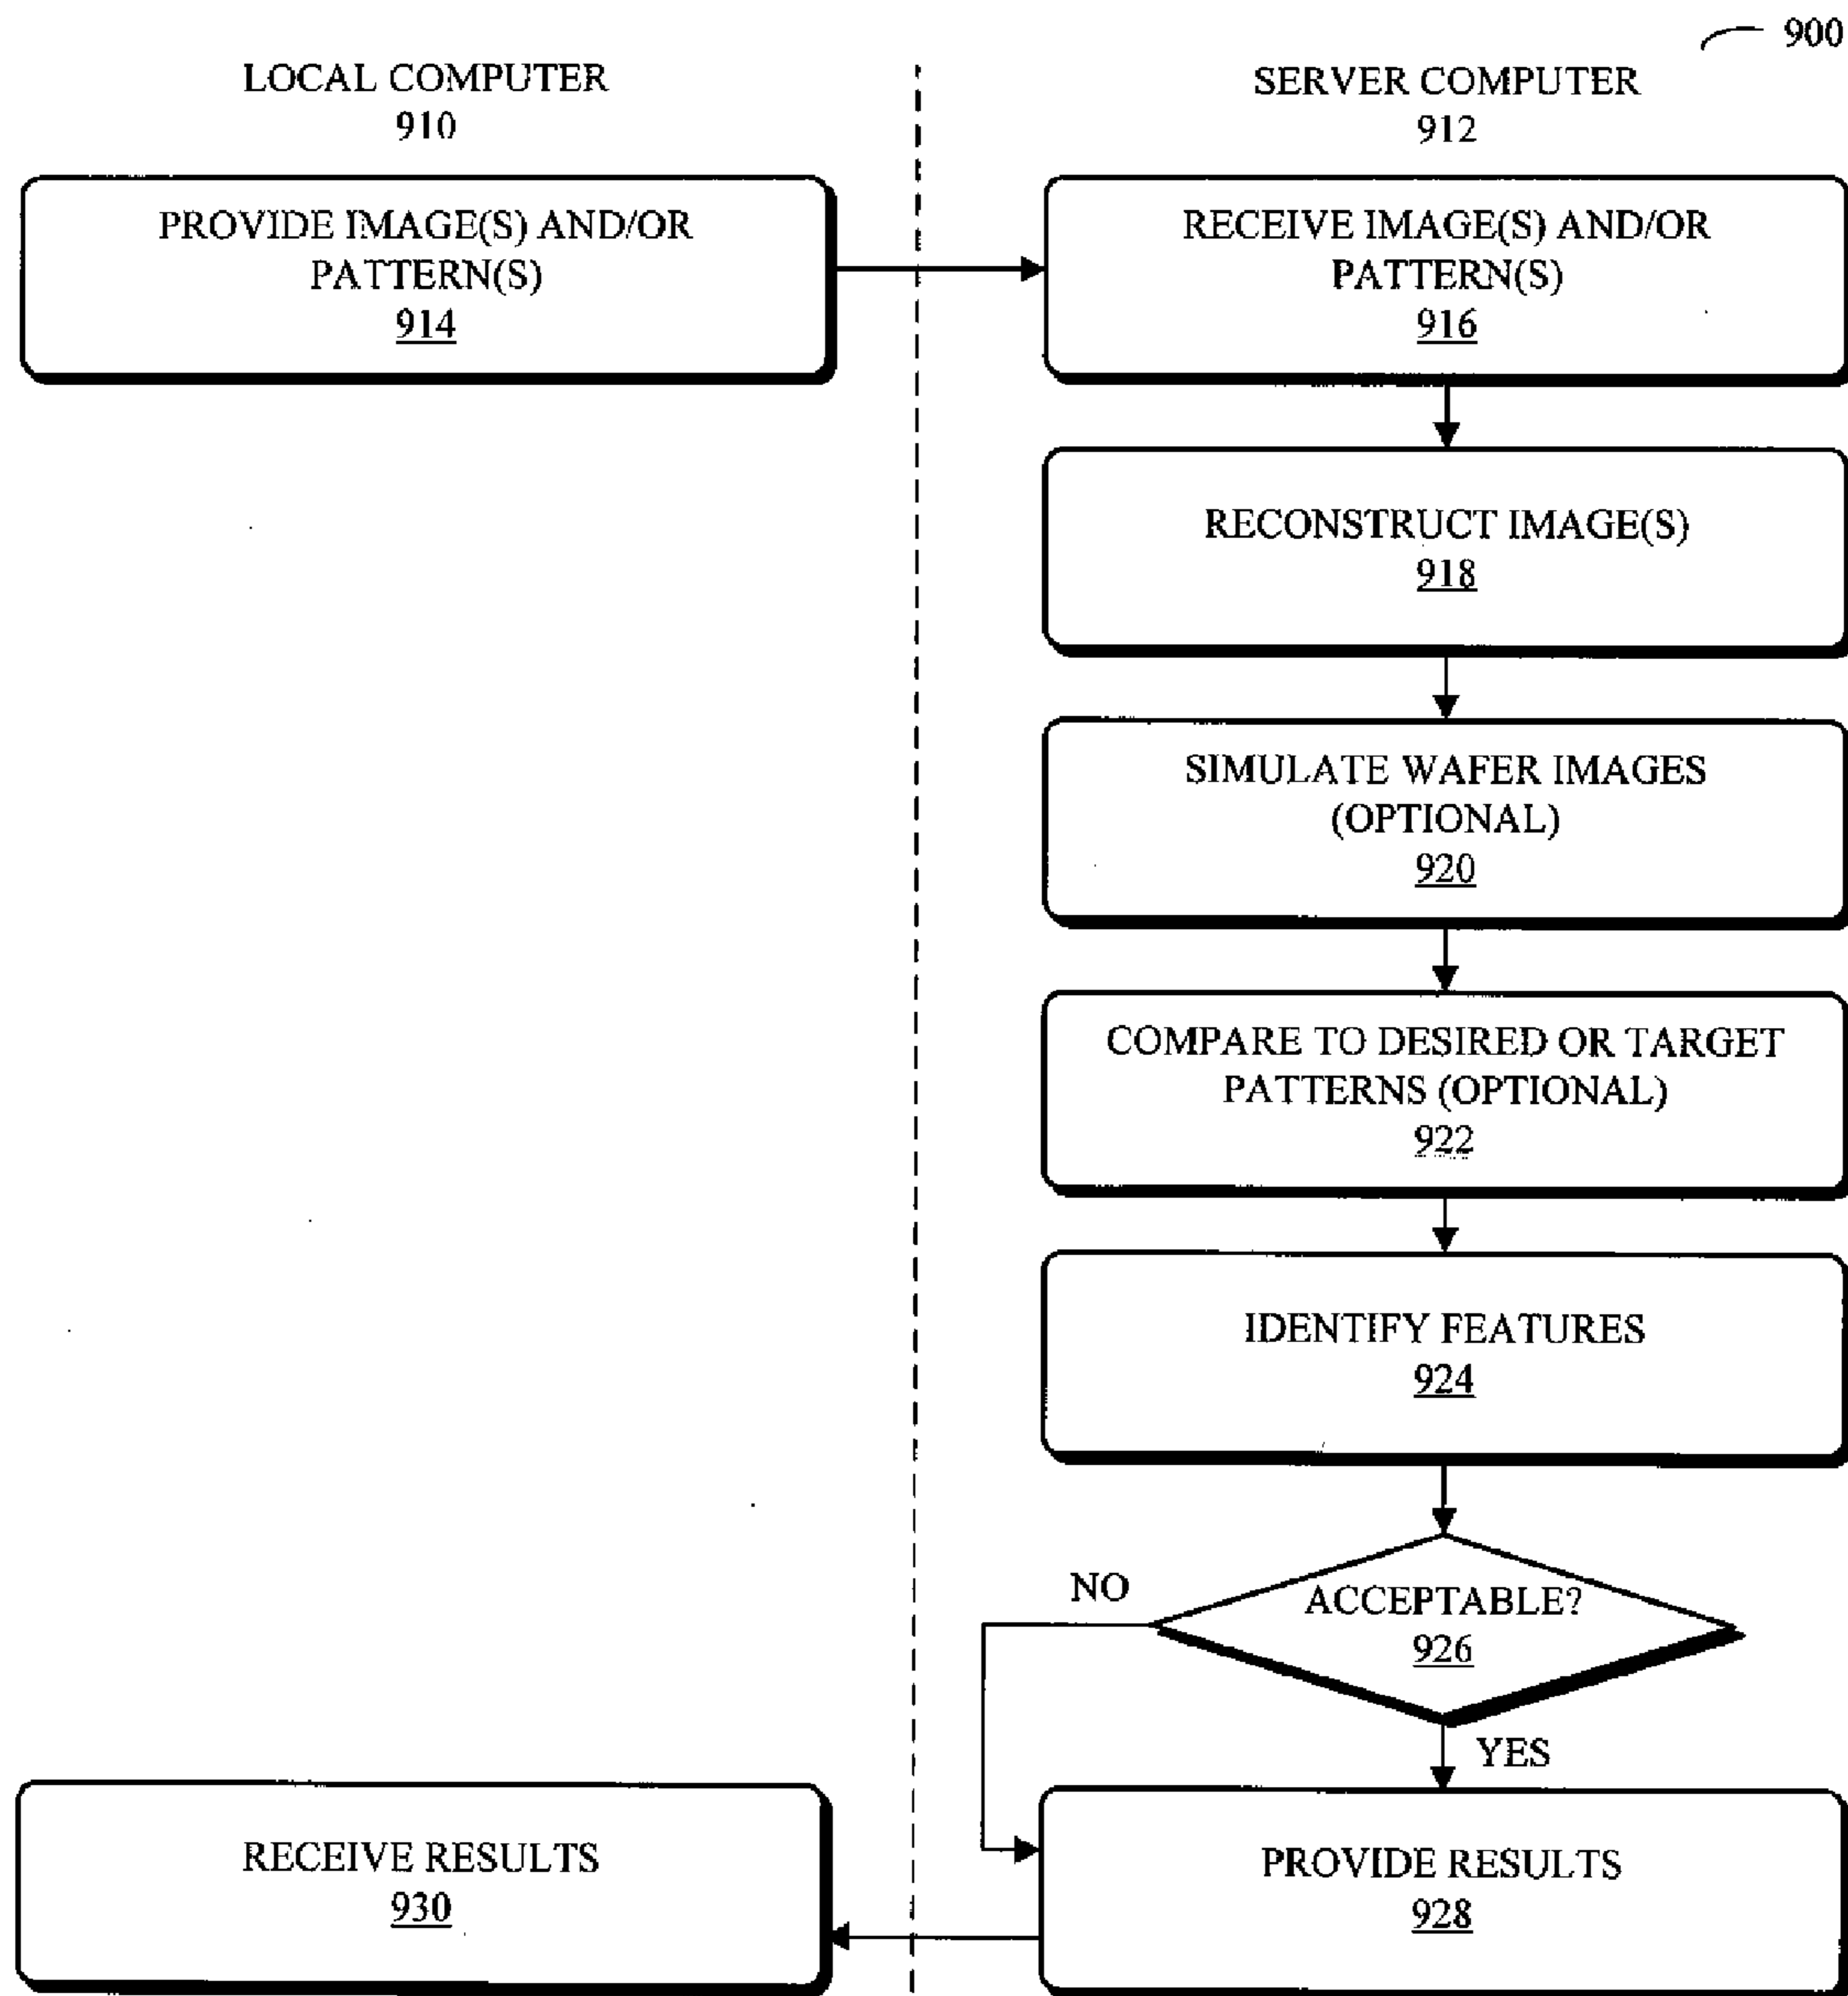 900
LOCAL COMPUTER
910
SERVER COMPUTER
912
PROVIDE IMAGE(S) AND/OR
PATTERN(S)
914
RECEIVE IMAGE(S) AND/OR
PATTERN(S)
916
RECONSTRUCT IMAGE(S)
918
SIMULATE WAFER IMAGES
(OPTIONAL)
920
COMPARE TO DESIRED OR TARGET
PATTERNS (OPTIONAL)
922
IDENTIFY FEATURES
924
NO
ACCEPTABLE?
926
YES
RECEIVE RESULTS
930
PROVIDE RESULTS
928